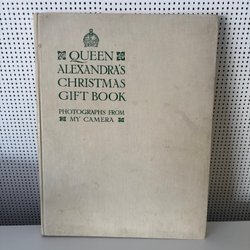 QUEEN
ALEXANDRA'S
CHRISTMAS
GIFT BOOK
PHOTOGRAPHS FROM
MY CAMERA